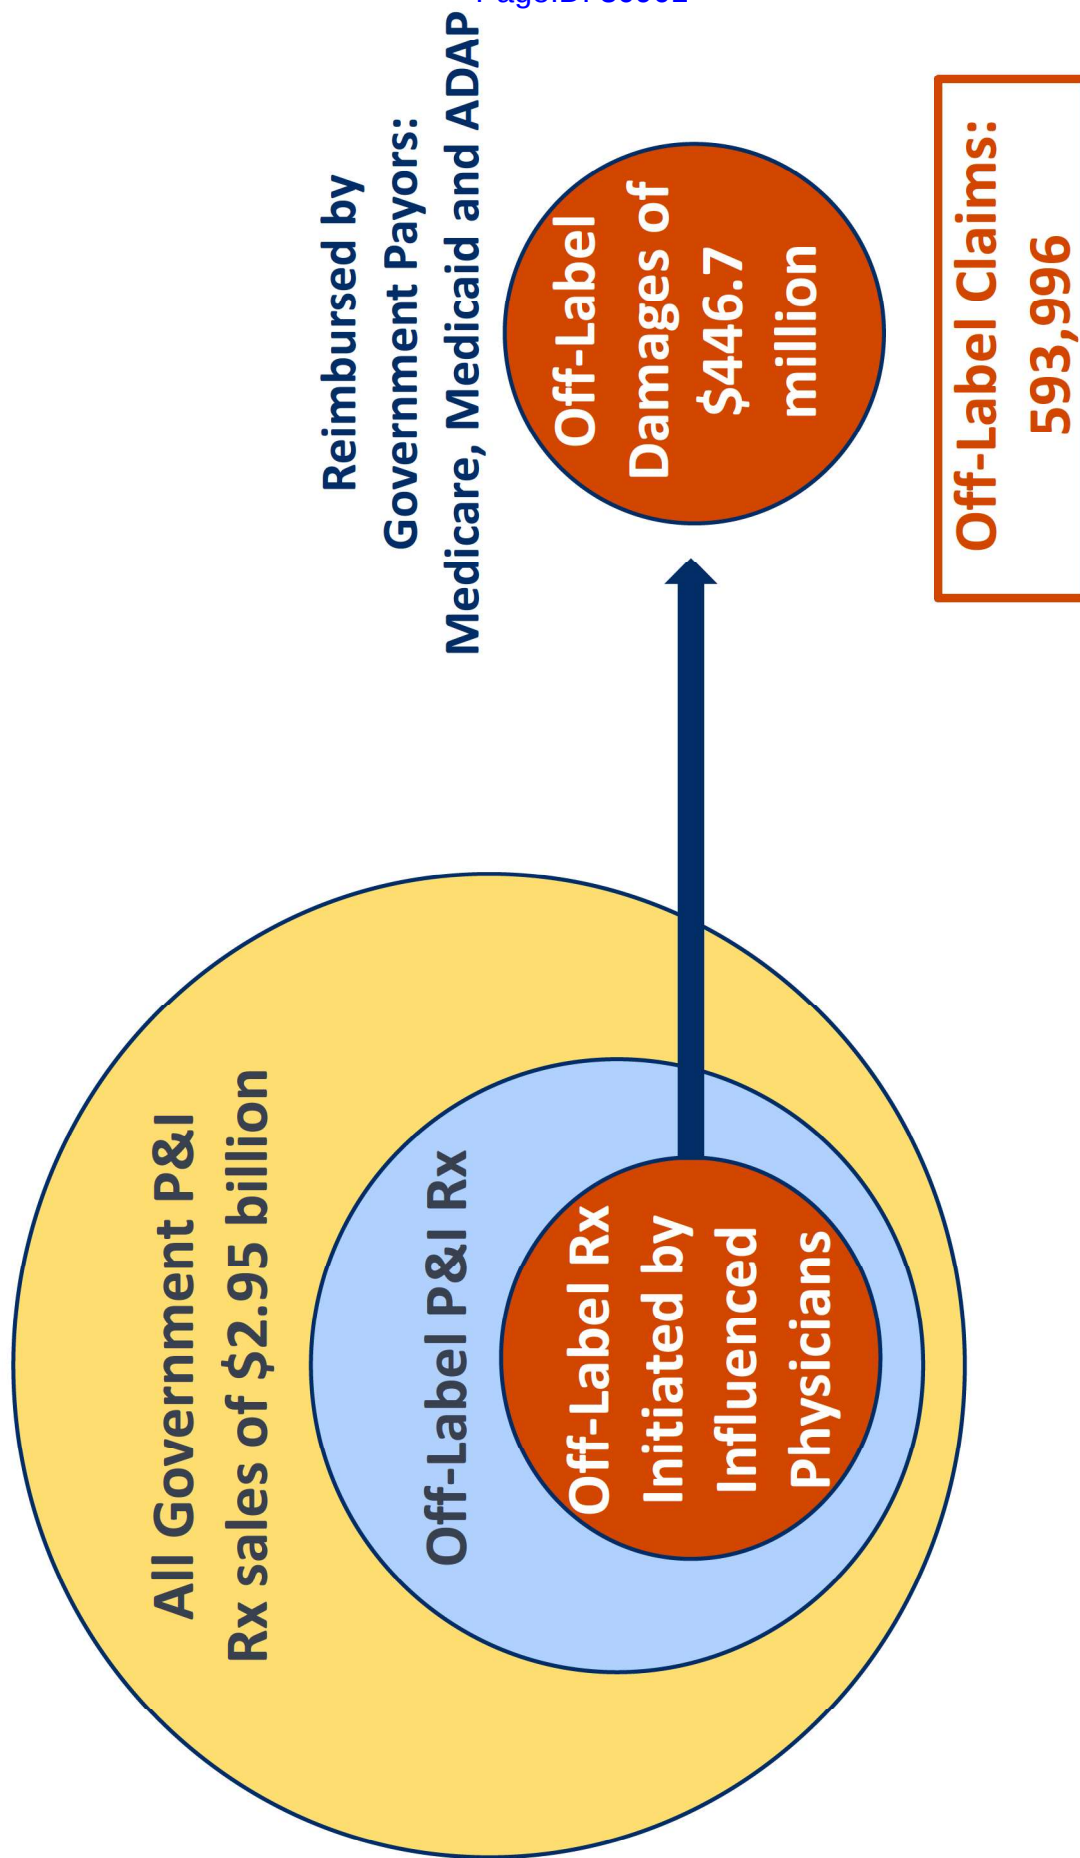 All Government P&I
Rx sales of $2.95 billion
Off-Label P&I Rx
Off-Label Rx
Initiated by
Influenced
Physicians
Reimbursed by
Government Payors:
Medicare, Medicaid and ADAP
Off-Label
Damages of
$446.7
million
Off-Label Claims:
593,996